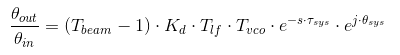 θ_out / θ_in = (T_beam − 1) · K_d · T_lf · T_vco · e^{−s·τ_sys} · e^{j·θ_sys}